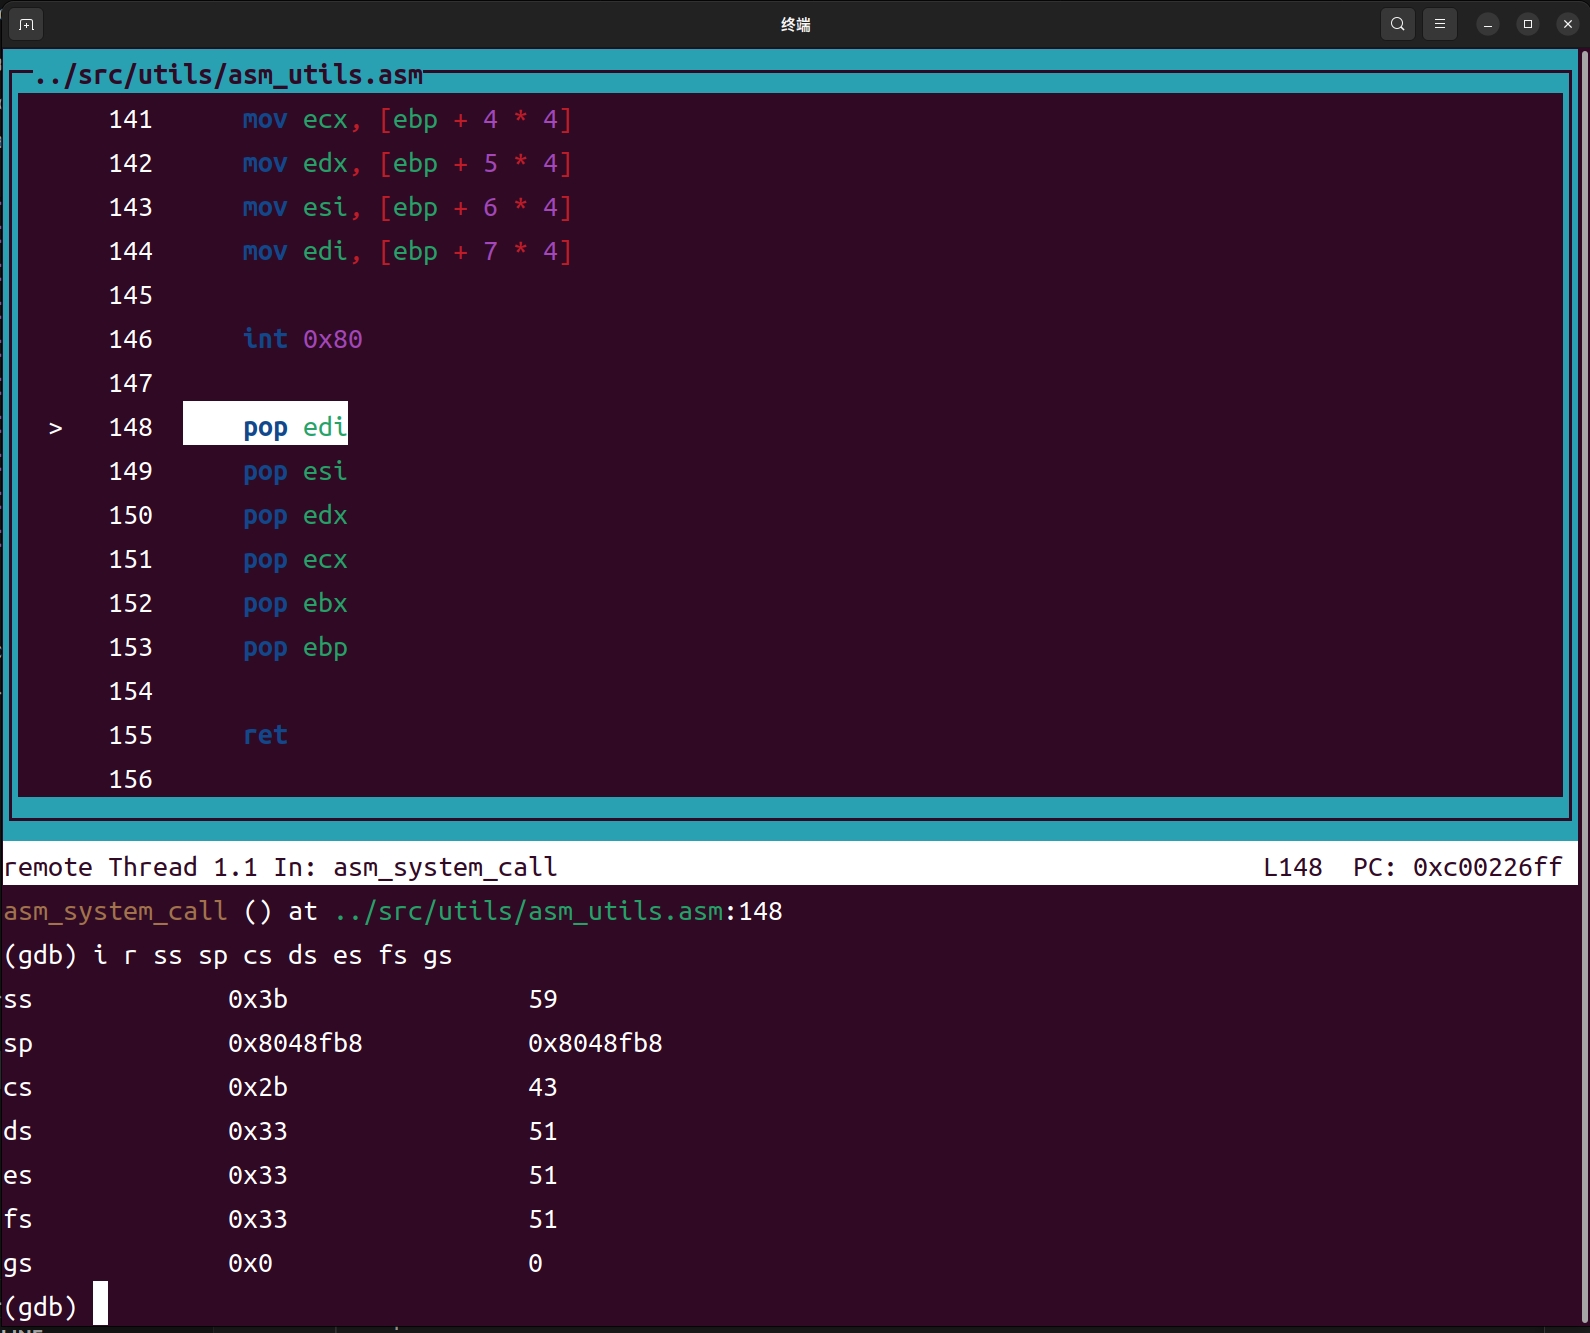 终端
../src/utils/asm_utils.asm
141 mov ecx, [ebp + 4 * 4]
142 mov edx, [ebp + 5 * 4]
143 mov esi, [ebp + 6 * 4]
144 mov edi, [ebp + 7 * 4]
145
146 int 0x80
147
> 148 pop edi
149 pop esi
150 pop edx
151 pop ecx
152 pop ebx
153 pop ebp
154
155 ret
156
remote Thread 1.1 In: asm_system_call L148 PC: 0xc00226ff
asm_system_call () at ../src/utils/asm_utils.asm:148
(gdb) i r ss sp cs ds es fs gs
ss 0x3b 59
sp 0x8048fb8 0x8048fb8
cs 0x2b 43
ds 0x33 51
es 0x33 51
fs 0x33 51
gs 0x0 0
(gdb)